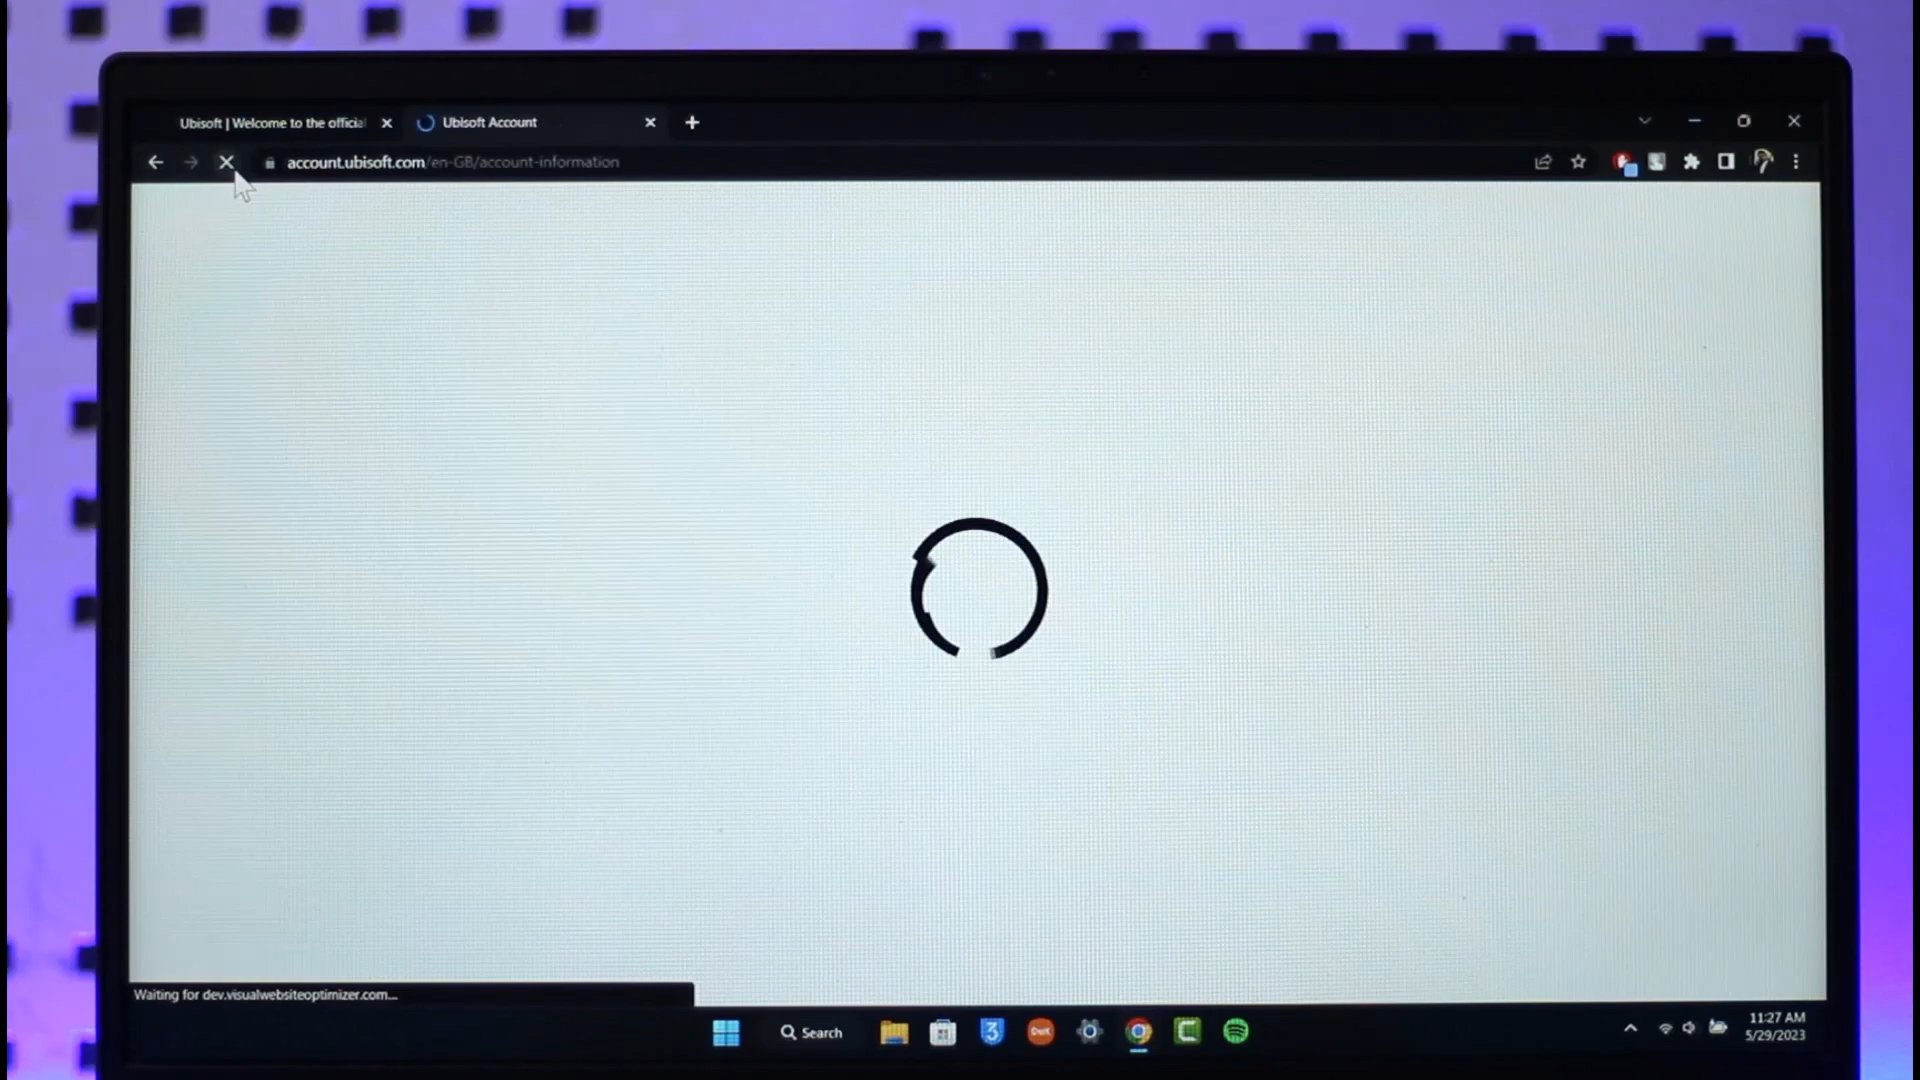 Ubisoft | Welcome to the officia
Ubisoft Account
account.ubisoft.com/en-GB/account-information
Waiting for dev.visualwebsiteoptimizer.com...
Search
3
11:27 AM
5/29/2023